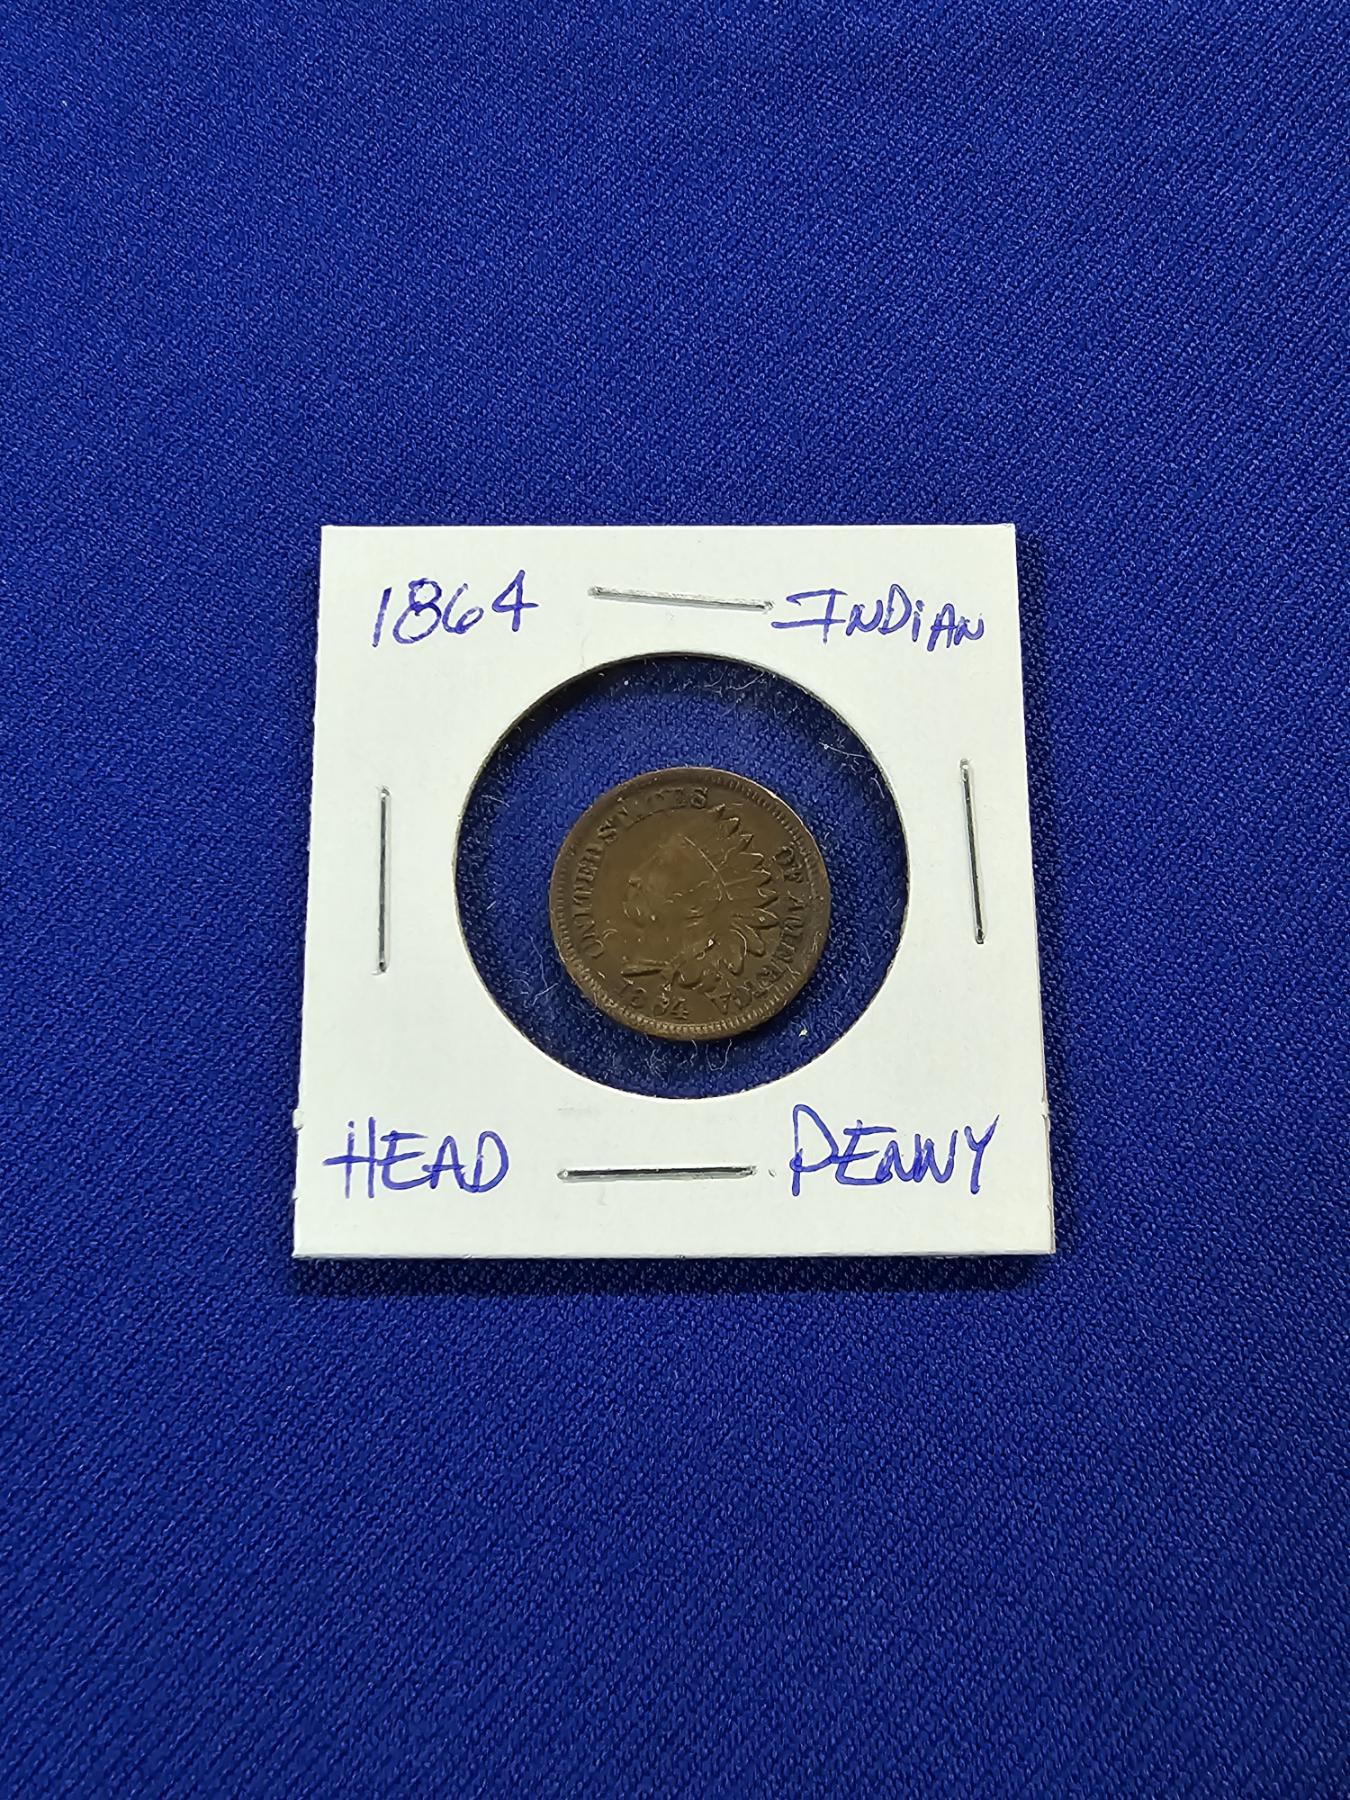 1864 INDIAN
UNITED STATES OF AMERICA
1864
HEAD PENNY